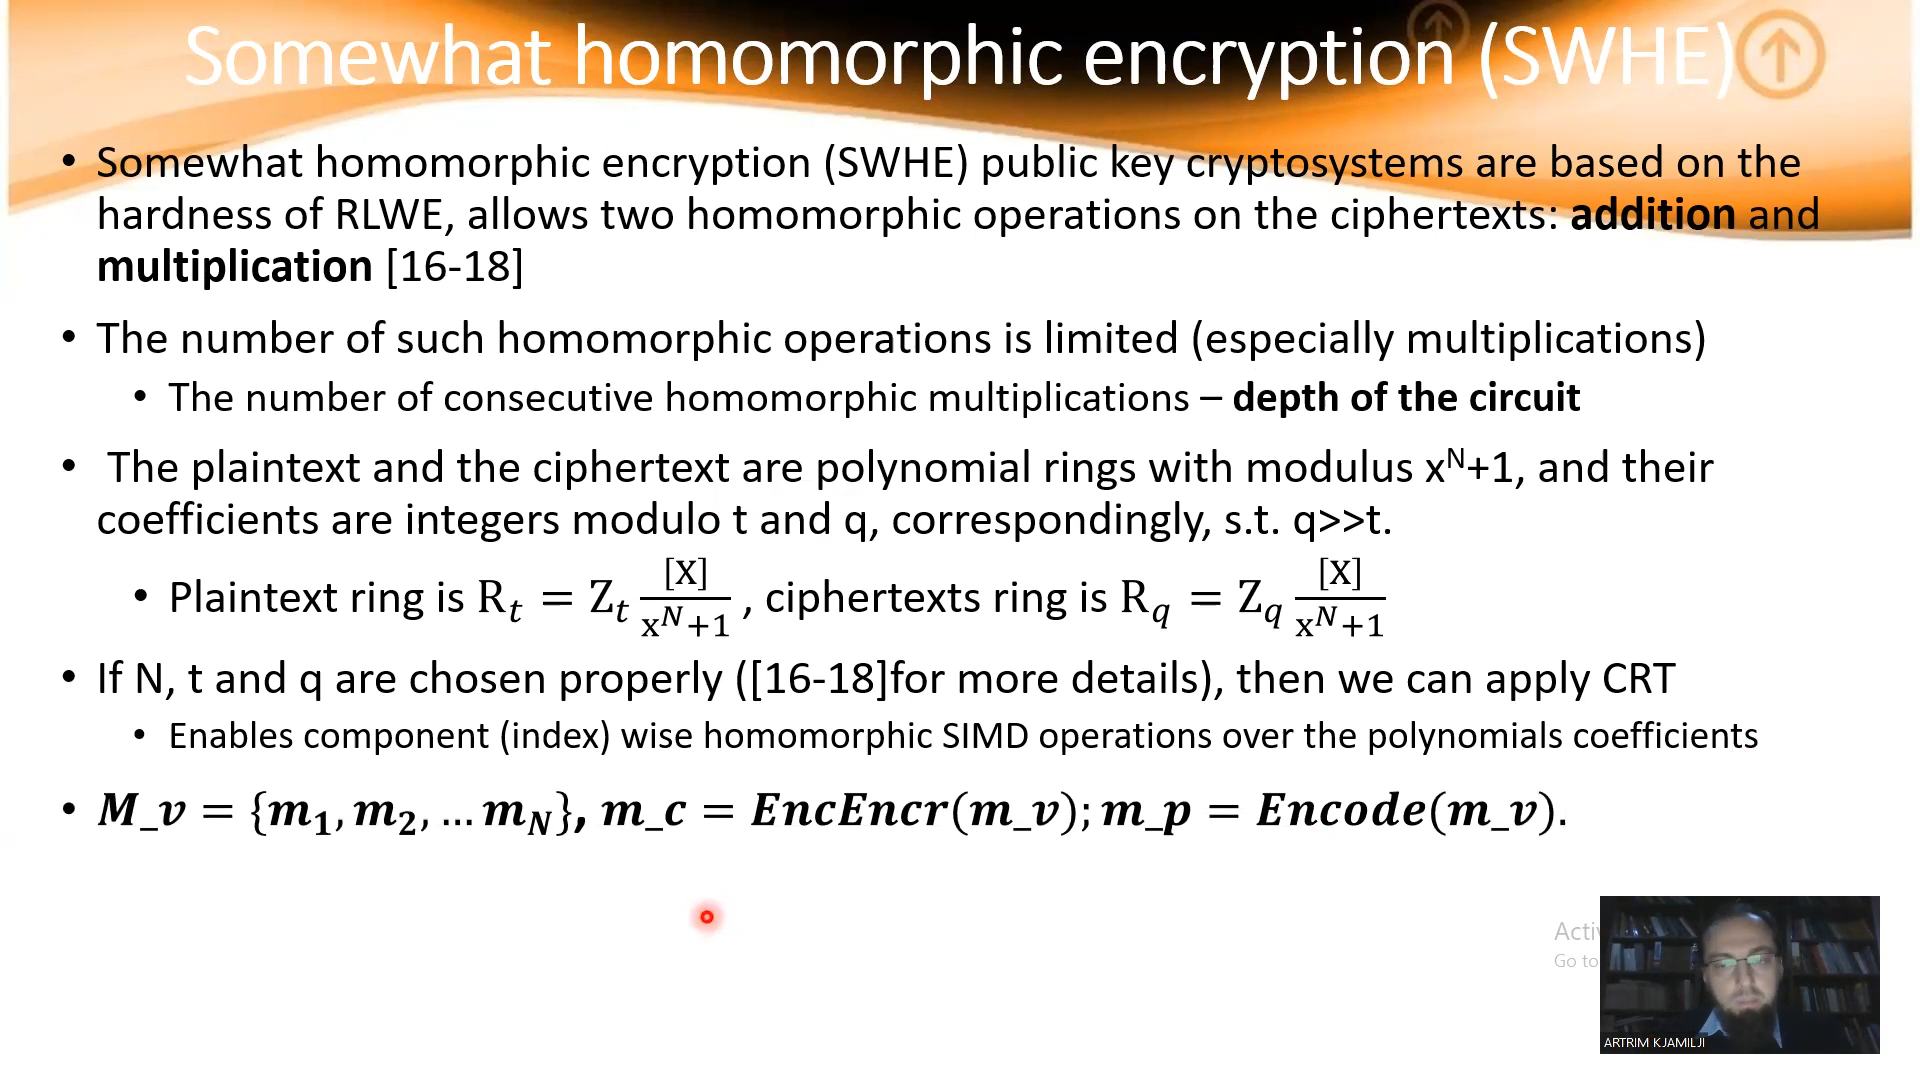 Somewhat homomorphic encryption (SWHE)
• Somewhat homomorphic encryption (SWHE) public key cryptosystems are based on the
hardness of RLWE, allows two homomorphic operations on the ciphertexts: addition and
multiplication [16-18]
• The number of such homomorphic operations is limited (especially multiplications)
• The number of consecutive homomorphic multiplications – depth of the circuit
• The plaintext and the ciphertext are polynomial rings with modulus x^N+1, and their
coefficients are integers modulo t and q, correspondingly, s.t. q>>t.
• Plaintext ring is R_t = Z_t [X]/(x^N+1) , ciphertexts ring is R_q = Z_q [X]/(x^N+1)
• If N, t and q are chosen properly ([16-18]for more details), then we can apply CRT
• Enables component (index) wise homomorphic SIMD operations over the polynomials coefficients
• M_v = {m₁, m₂, … m_N}, m_c = EncEncr(m_v); m_p = Encode(m_v).
Acti
Go to
ARTRIM KJAMILJI